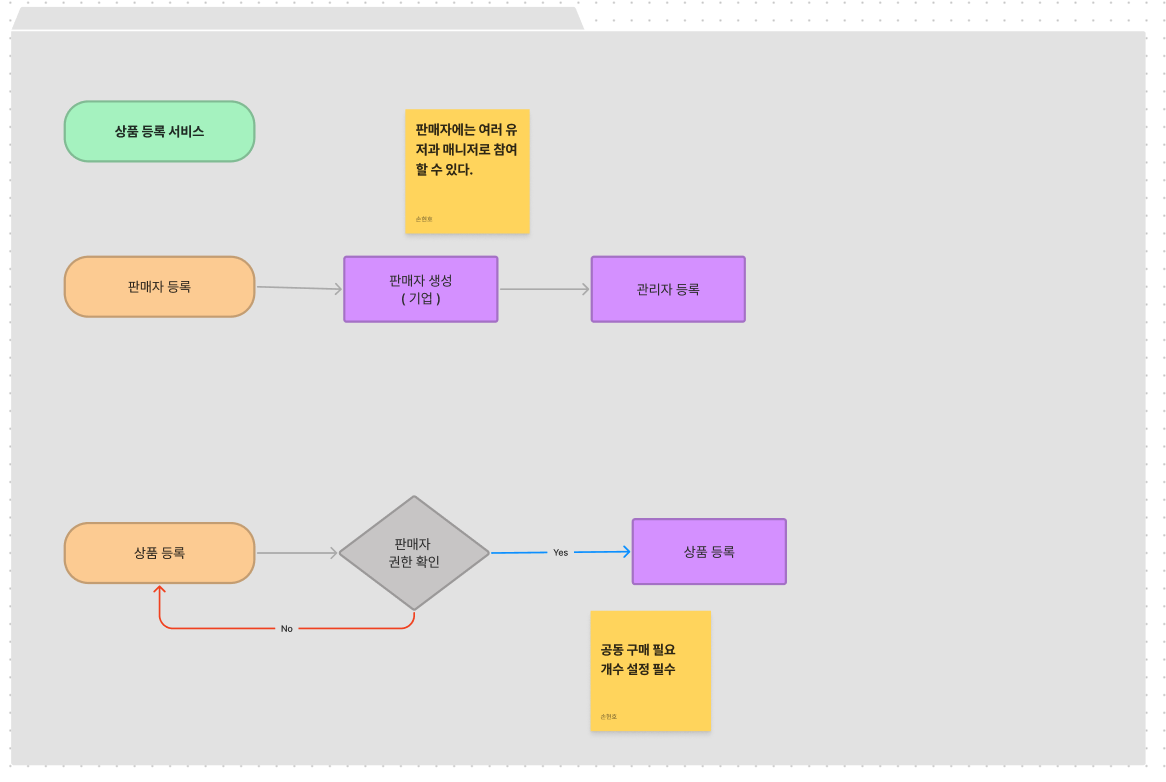 상품 등록 서비스
판매자에는 여러 유
저과 매니저로 참여
할 수 있다.
손현호
판매자 등록
판매자 생성
( 기업 )
관리자 등록
상품 등록
판매자
권한 확인
Yes
상품 등록
No
공동 구매 필요
개수 설정 필수
손현호